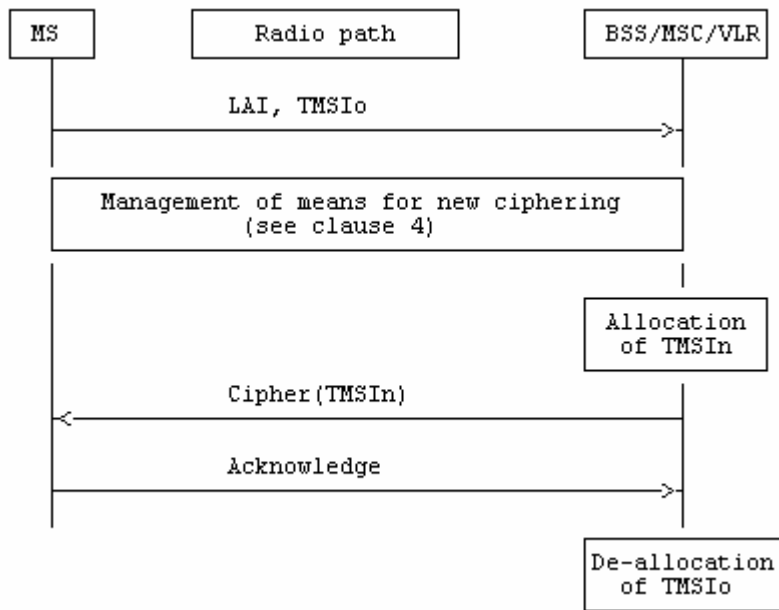 MS
Radio path
BSS/MSC/VLR
LAI, TMSIo
Management of means for new ciphering
(see clause 4)
Allocation
of TMSIn
Cipher(TMSIn)
Acknowledge
De-allocation
of TMSIo